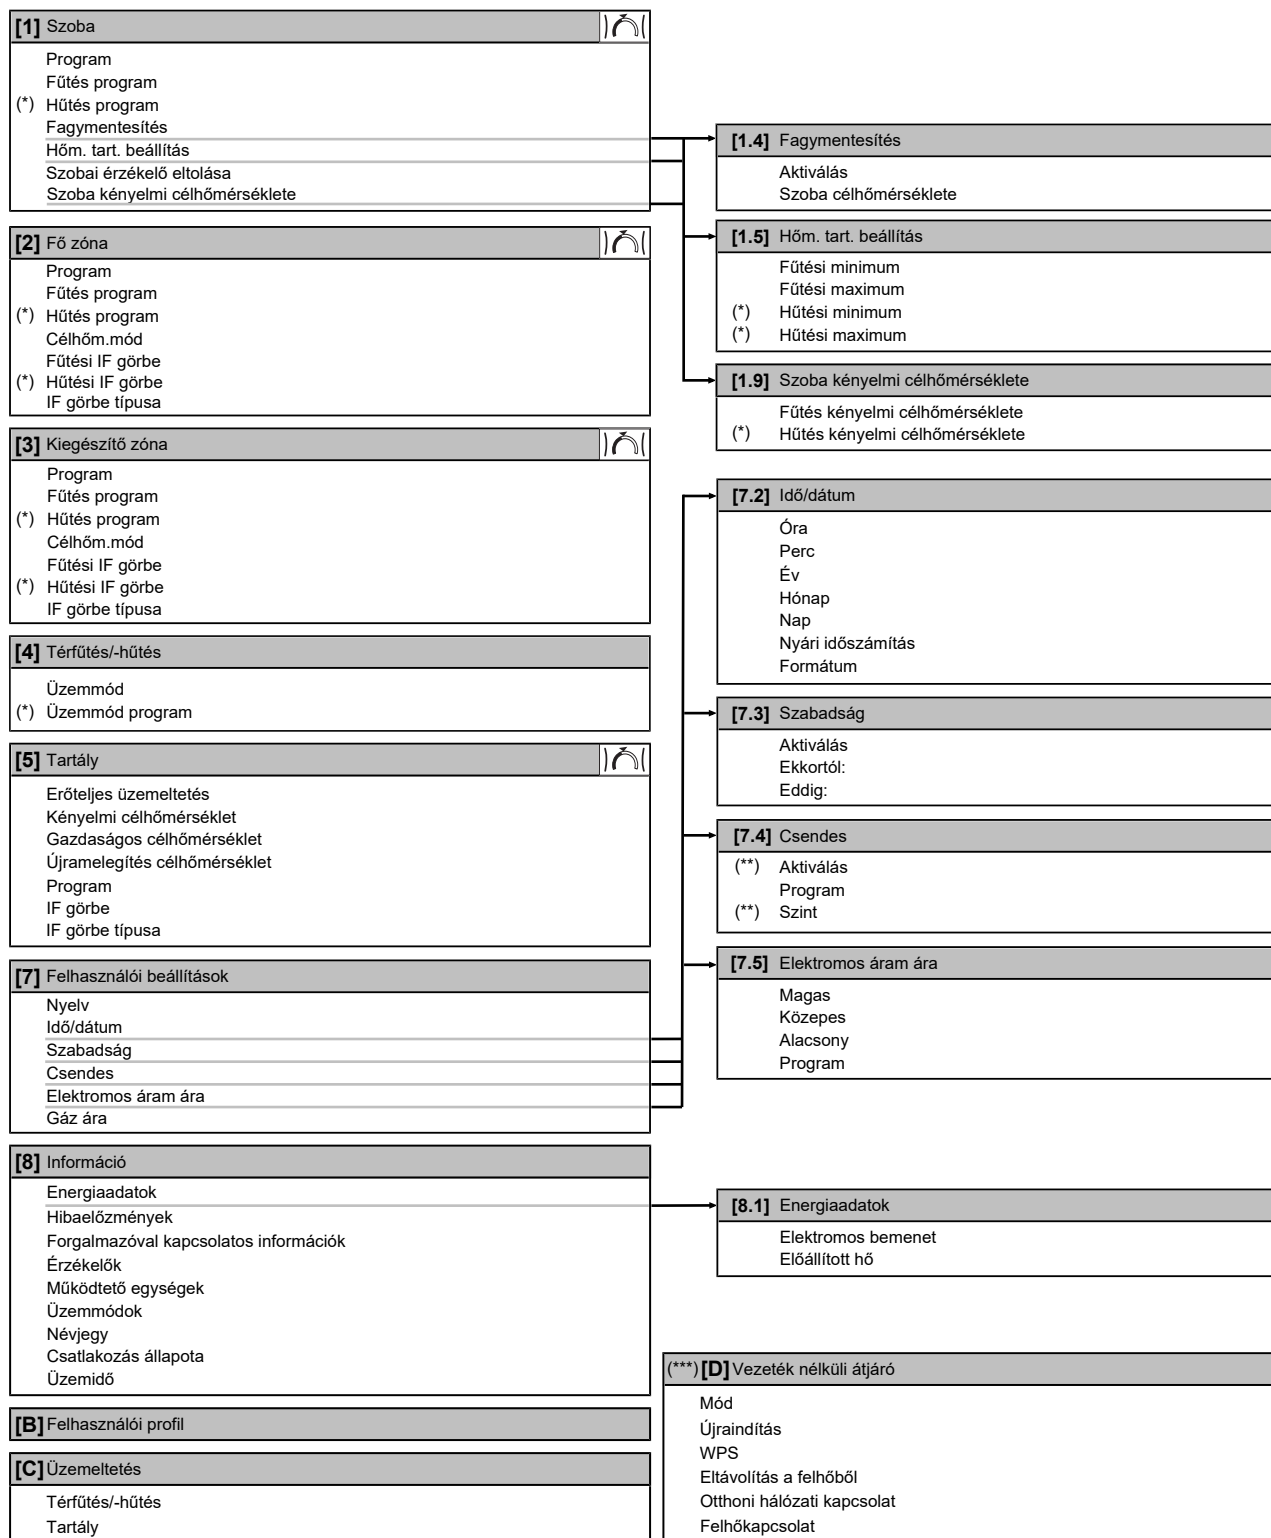 [1] Szoba
Program
Fűtés program
(*) Hűtés program
Fagymentesítés
Hőm. tart. beállítás
Szobai érzékelő eltolása
Szoba kényelmi célhőmérséklete
[2] Fő zóna
Program
Fűtés program
(*) Hűtés program
Célhőm.mód
Fűtési IF görbe
(*) Hűtési IF görbe
IF görbe típusa
[3] Kiegészítő zóna
Program
Fűtés program
(*) Hűtés program
Célhőm.mód
Fűtési IF görbe
(*) Hűtési IF görbe
IF görbe típusa
[4] Térfűtés/-hűtés
Üzemmód
(*) Üzemmód program
[5] Tartály
Erőteljes üzemeltetés
Kényelmi célhőmérséklet
Gazdaságos célhőmérséklet
Újramelegítés célhőmérséklet
Program
IF görbe
IF görbe típusa
[7] Felhasználói beállítások
Nyelv
Idő/dátum
Szabadság
Csendes
Elektromos áram ára
Gáz ára
[8] Információ
Energiaadatok
Hibaelőzmények
Forgalmazóval kapcsolatos információk
Érzékelők
Működtető egységek
Üzemmódok
Névjegy
Csatlakozás állapota
Üzemidő
[B] Felhasználói profil
[C] Üzemeltetés
Térfűtés/-hűtés
Tartály
[1.4] Fagymentesítés
Aktiválás
Szoba célhőmérséklete
[1.5] Hőm. tart. beállítás
Fűtési minimum
Fűtési maximum
(*) Hűtési minimum
(*) Hűtési maximum
[1.9] Szoba kényelmi célhőmérséklete
Fűtés kényelmi célhőmérséklete
(*) Hűtés kényelmi célhőmérséklete
[7.2] Idő/dátum
Óra
Perc
Év
Hónap
Nap
Nyári időszámítás
Formátum
[7.3] Szabadság
Aktiválás
Ekkortól:
Eddig:
[7.4] Csendes
(**) Aktiválás
Program
(**) Szint
[7.5] Elektromos áram ára
Magas
Közepes
Alacsony
Program
[8.1] Energiaadatok
Elektromos bemenet
Előállított hő
(***) [D] Vezeték nélküli átjáró
Mód
Újraindítás
WPS
Eltávolítás a felhőből
Otthoni hálózati kapcsolat
Felhőkapcsolat